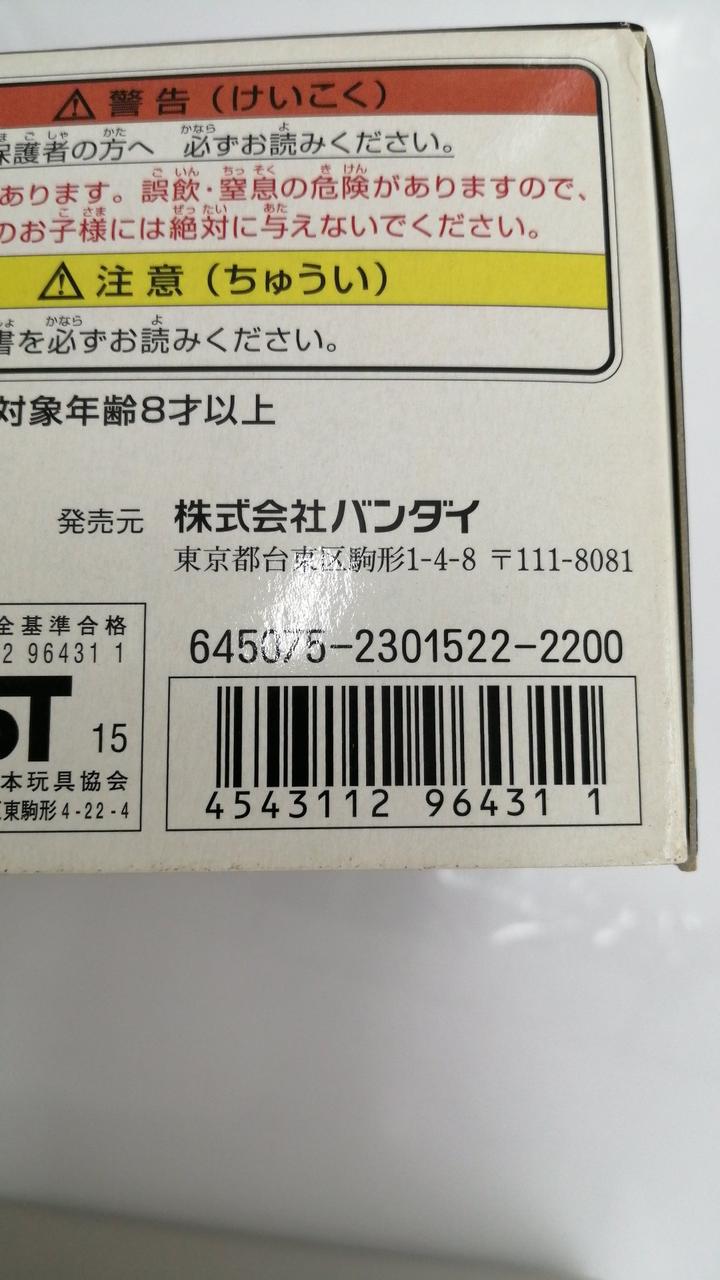 ⚠ 警告（けいこく）
保護者の方へ 必ずお読みください。
あります。誤飲・窒息の危険がありますので、
のお子様には絶対に与えないでください。
⚠ 注意（ちゅうい）
書を必ずお読みください。
対象年齢8才以上
発売元 株式会社バンダイ
東京都台東区駒形1-4-8 〒111-8081
645075-2301522-2200
全基準合格
2 96431 1
ST 15
本玩具協会
東駒形4-22-4
4543112 96431 1